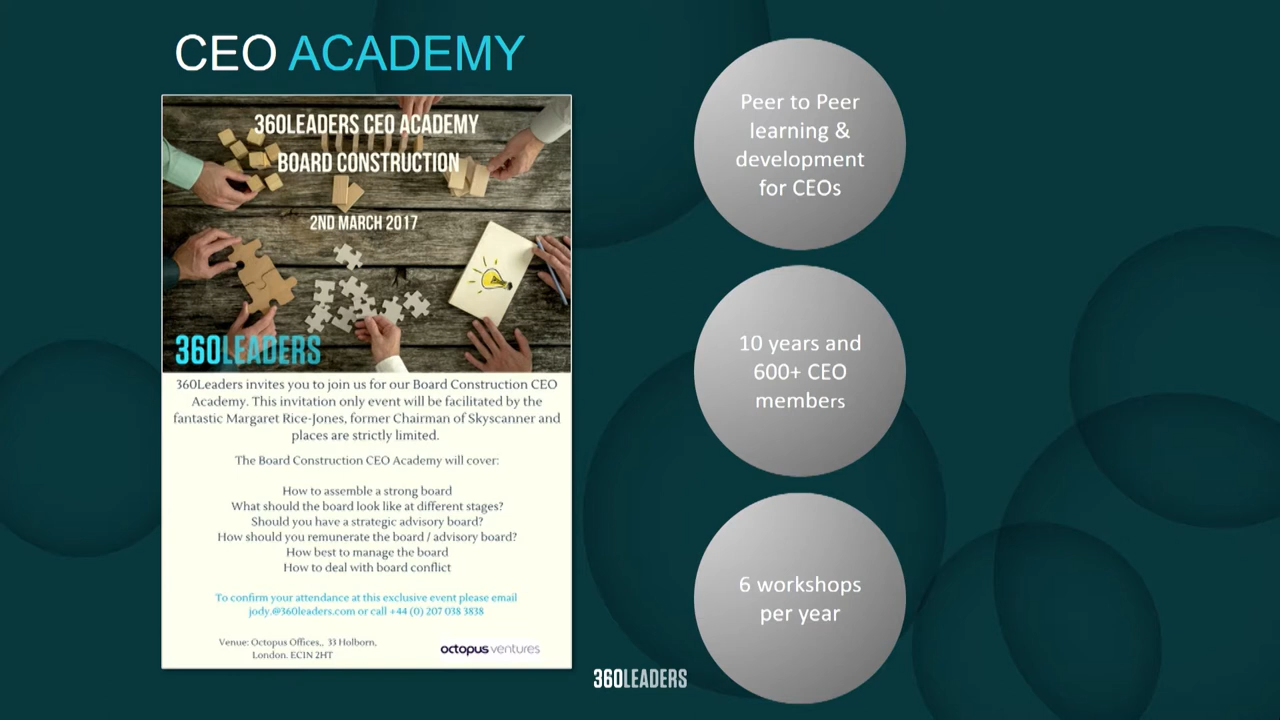 CEO ACADEMY
360LEADERS CEO ACADEMY
BOARD CONSTRUCTION
2ND MARCH 2017
360LEADERS
360Leaders invites you to join us for our Board Construction CEO
Academy. This invitation only event will be facilitated by the
fantastic Margaret Rice-Jones, former Chairman of Skyscanner and
places are strictly limited.
The Board Construction CEO Academy will cover:
How to assemble a strong board
What should the board look like at different stages?
Should you have a strategic advisory board?
How should you remunerate the board / advisory board?
How best to manage the board
How to deal with board conflict
To confirm your attendance at this exclusive event please email
jody.@360leaders.com or call +44 (0) 207 038 3838
Venue: Octopus Offices,, 33 Holborn,
London. EC1N 2HT
octopus ventures
Peer to Peer
learning &
development
for CEOs
10 years and
600+ CEO
members
6 workshops
per year
360LEADERS